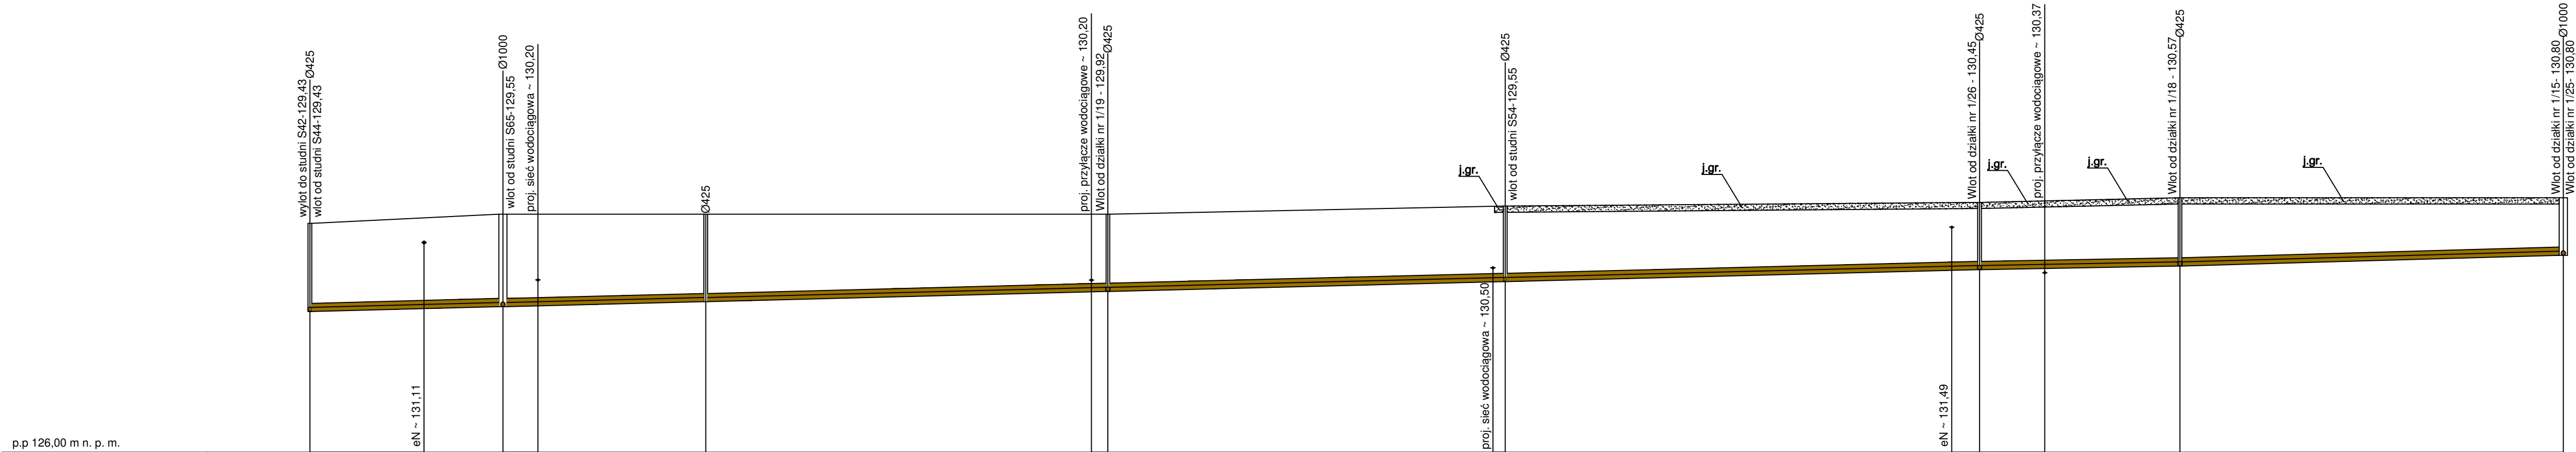 wylot do studni S42-129,43
wlot od studni S44-129,43
Ø425
eN ~ 131,11
Ø1000
wlot od studni S65-129,55
proj. sieć wodociągowa ~ 130,20
Ø425
proj. przyłącze wodociągowe ~ 130,20
Wlot od działki nr 1/19 - 129,92
Ø425
j.gr.
proj. sieć wodociągowa ~ 130,50
Ø425
wlot od studni S54-129,55
j.gr.
eN ~ 131,49
Wlot od działki nr 1/26 - 130,45
Ø425
j.gr.
proj. przyłącze wodociągowe ~ 130,37
j.gr.
Wlot od działki nr 1/18 - 130,57
Ø425
j.gr.
Wlot od działki nr 1/15- 130,80
Ø1000
Wlot od działki nr 1/25- 130,80
p.p 126,00 m n. p. m.